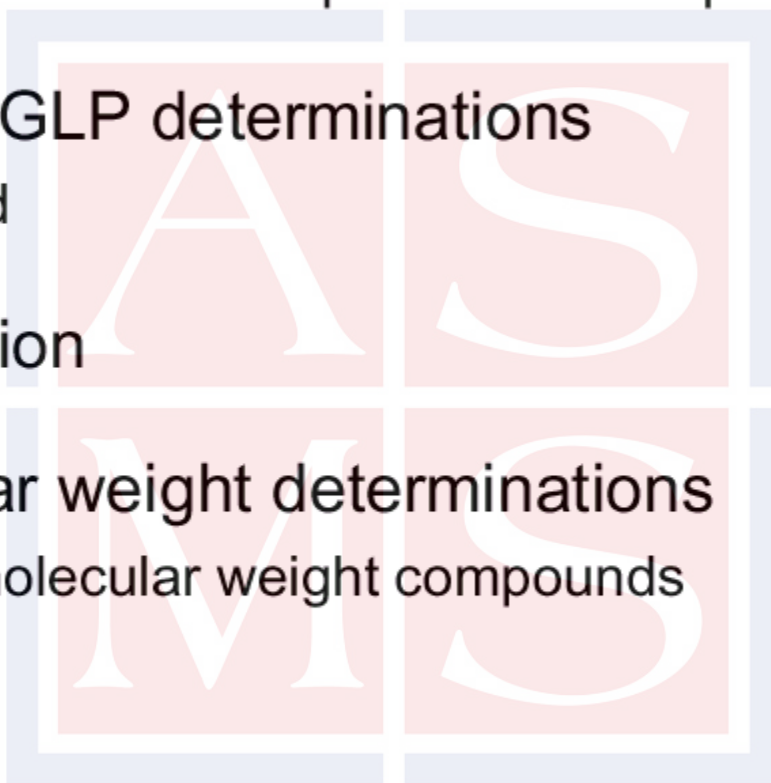 GLP determinations
d
ion
ar weight determinations
olecular weight compounds
A S
M S